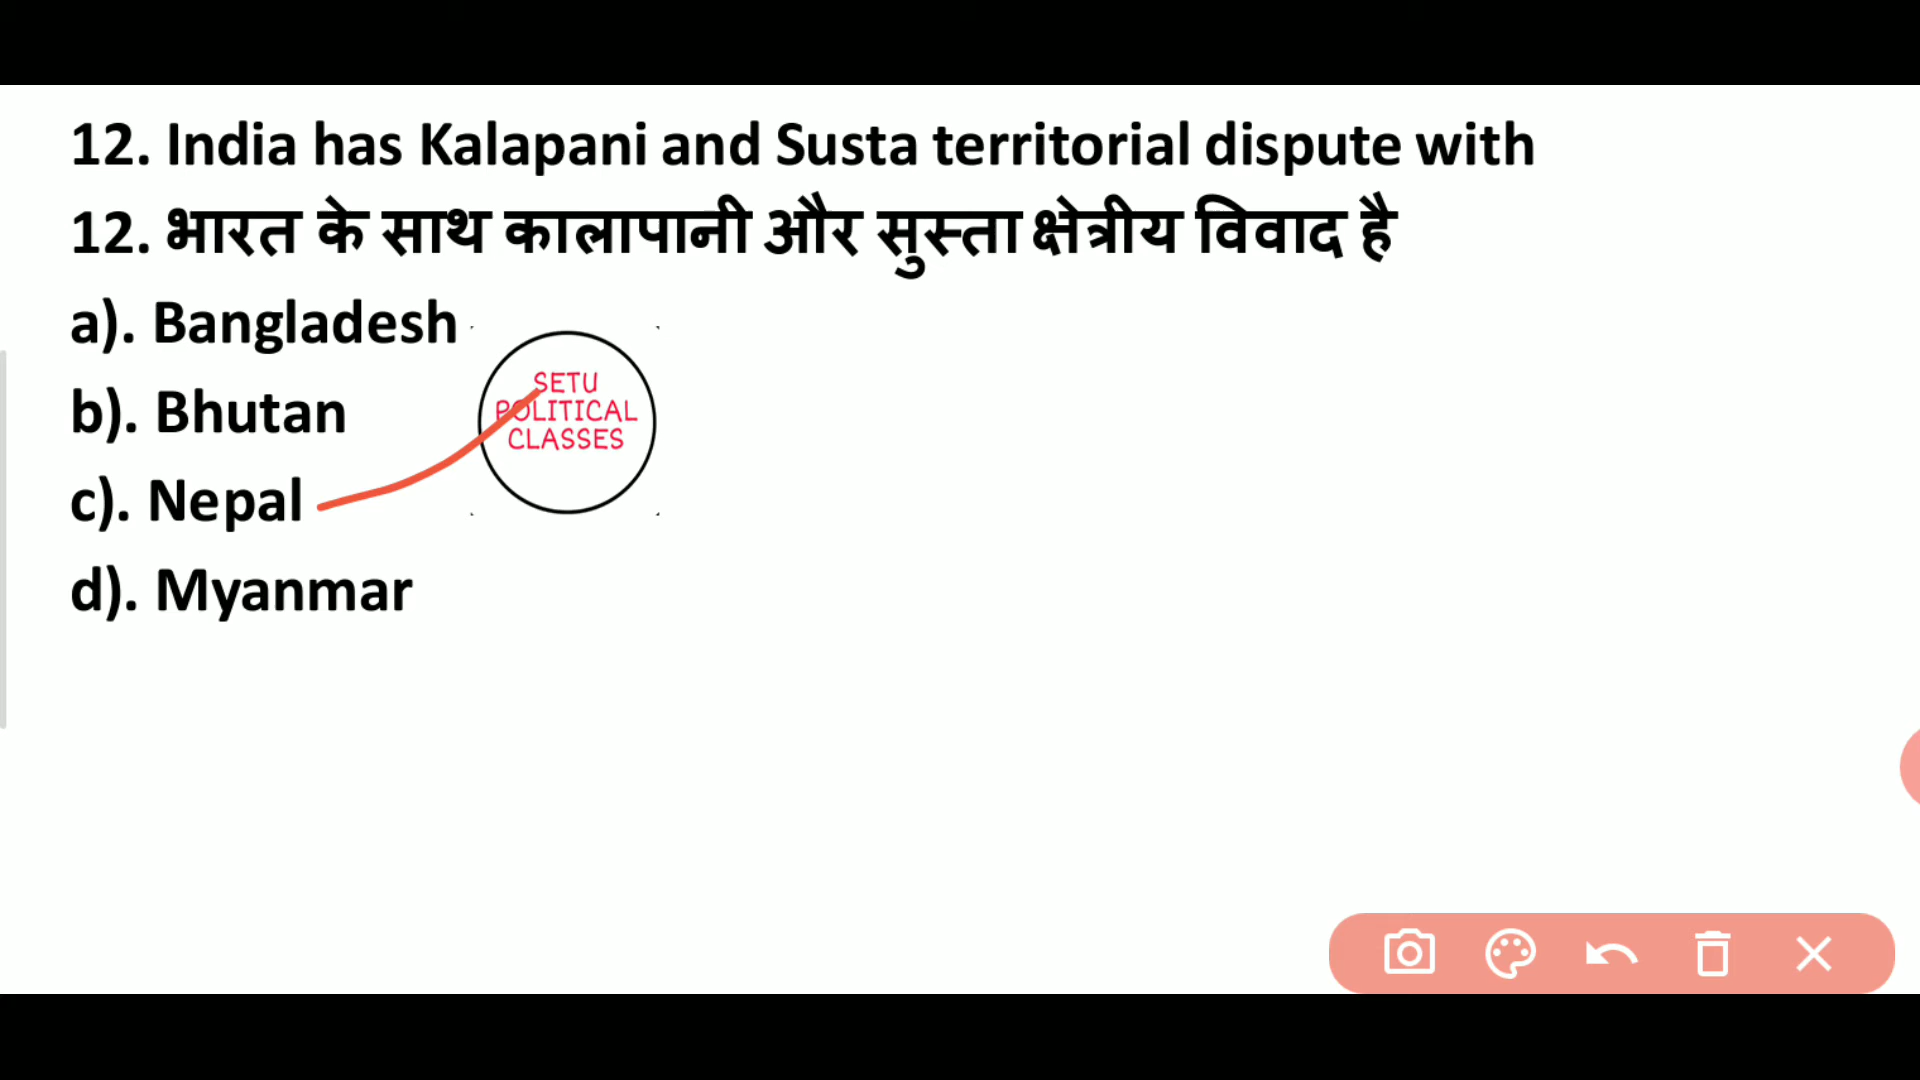 12. India has Kalapani and Susta territorial dispute with
12. भारत के साथ कालापानी और सुस्ता क्षेत्रीय विवाद है
a). Bangladesh
b). Bhutan
c). Nepal
d). Myanmar
SETU
POLITICAL
CLASSES